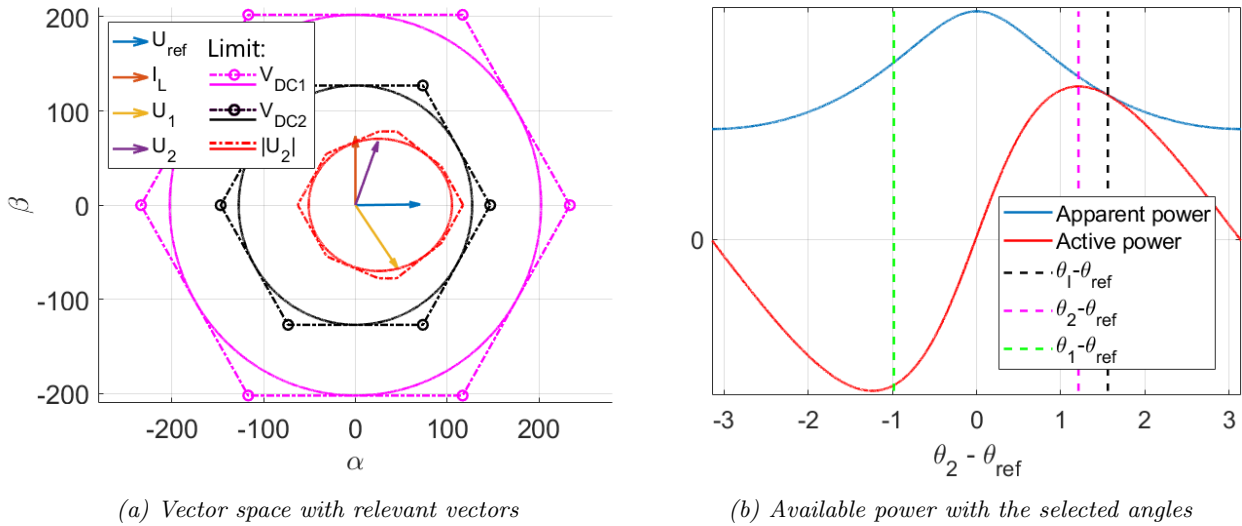 200
100
0
-100
-200
β
-200
-100
0
100
200
α
U_ref
I_L
U_1
U_2
Limit:
V_DC1
V_DC2
|U_2|
(a) Vector space with relevant vectors
0
-3
-2
-1
0
1
2
3
θ_2 - θ_ref
Apparent power
Active power
θ_I-θ_ref
θ_2-θ_ref
θ_1-θ_ref
(b) Available power with the selected angles